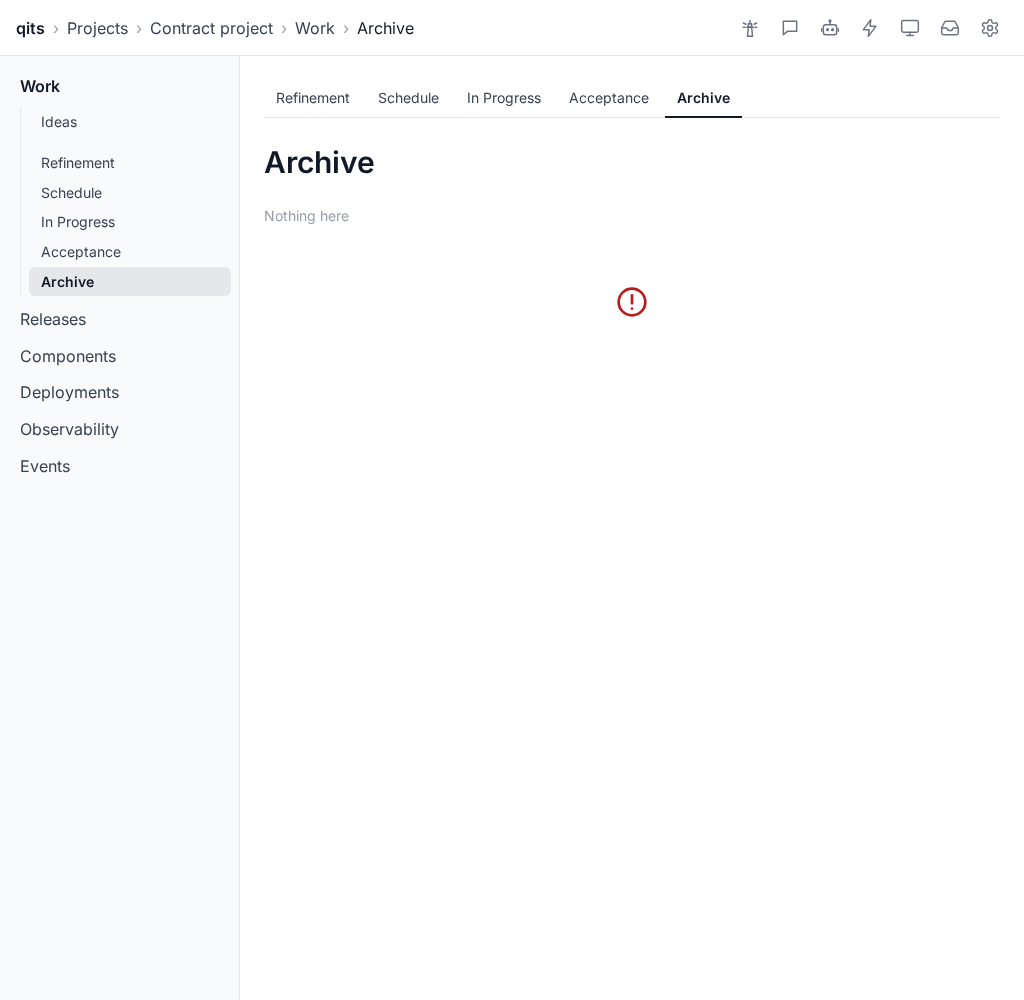 qits › Projects › Contract project › Work › Archive
Work
Ideas
Refinement
Schedule
In Progress
Acceptance
Archive
Releases
Components
Deployments
Observability
Events
Refinement Schedule In Progress Acceptance Archive
Archive
Nothing here